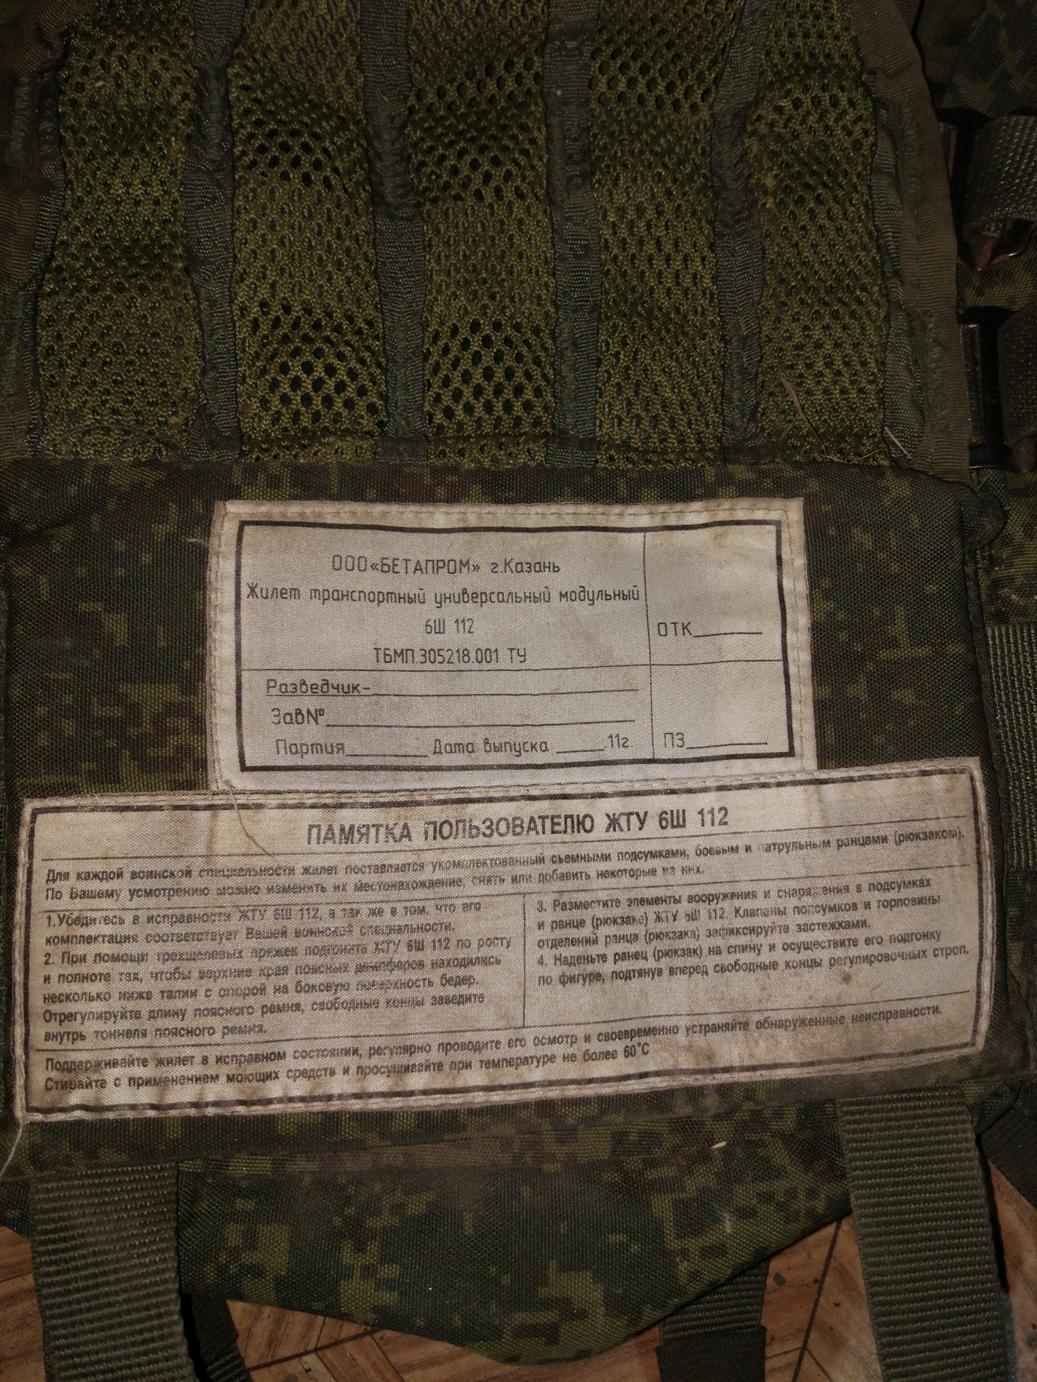 ООО«БЕТАПРОМ» г.Казань
Жилет транспортный универсальный модульный
6Ш 112
ТБМП.305218.001 ТУ
ОТК
Разведчик-
Зав№
Партия Дата выпуска .11г.
ПЗ
ПАМЯТКА ПОЛЬЗОВАТЕЛЮ ЖТУ 6Ш 112
Для каждой воинской специальности жилет поставляется укомплектованный съемными подсумками, боевым и патрульным ранцами (рюкзаком).
По Вашему усмотрению можно изменить их местонахождение, снять или добавить некоторые из них.
1.Убедитесь в исправности ЖТУ 6Ш 112, а так же в том, что его
комплектация соответствует Вашей воинской специальности.
2. При помощи трехщелевых пряжек подгоните ЖТУ 6Ш 112 по росту
и полноте так, чтобы верхние края поясных демпферов находились
несколько ниже талии с опорой на боковую поверхность бедер.
Отрегулируйте длину поясного ремня, свободные концы заведите
внутрь тоннеля поясного ремня.
3. Разместите элементы вооружения и снаряжения в подсумках
и ранце (рюкзаке) ЖТУ 6Ш 112. Клапаны подсумков и горловины
отделений ранца (рюкзака) зафиксируйте застежками.
4. Наденьте ранец (рюкзак) на спину и осуществите его подгонку
по фигуре, подтянув вперед свободные концы регулировочных строп.
Поддерживайте жилет в исправном состоянии, регулярно проводите его осмотр и своевременно устраняйте обнаруженные неисправности.
Стирайте с применением моющих средств и просушивайте при температуре не более 60°С